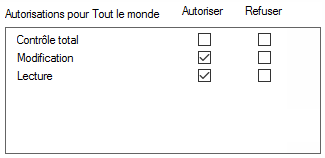 Autorisations pour Tout le monde Autoriser Refuser
Contrôle total
Modification
Lecture